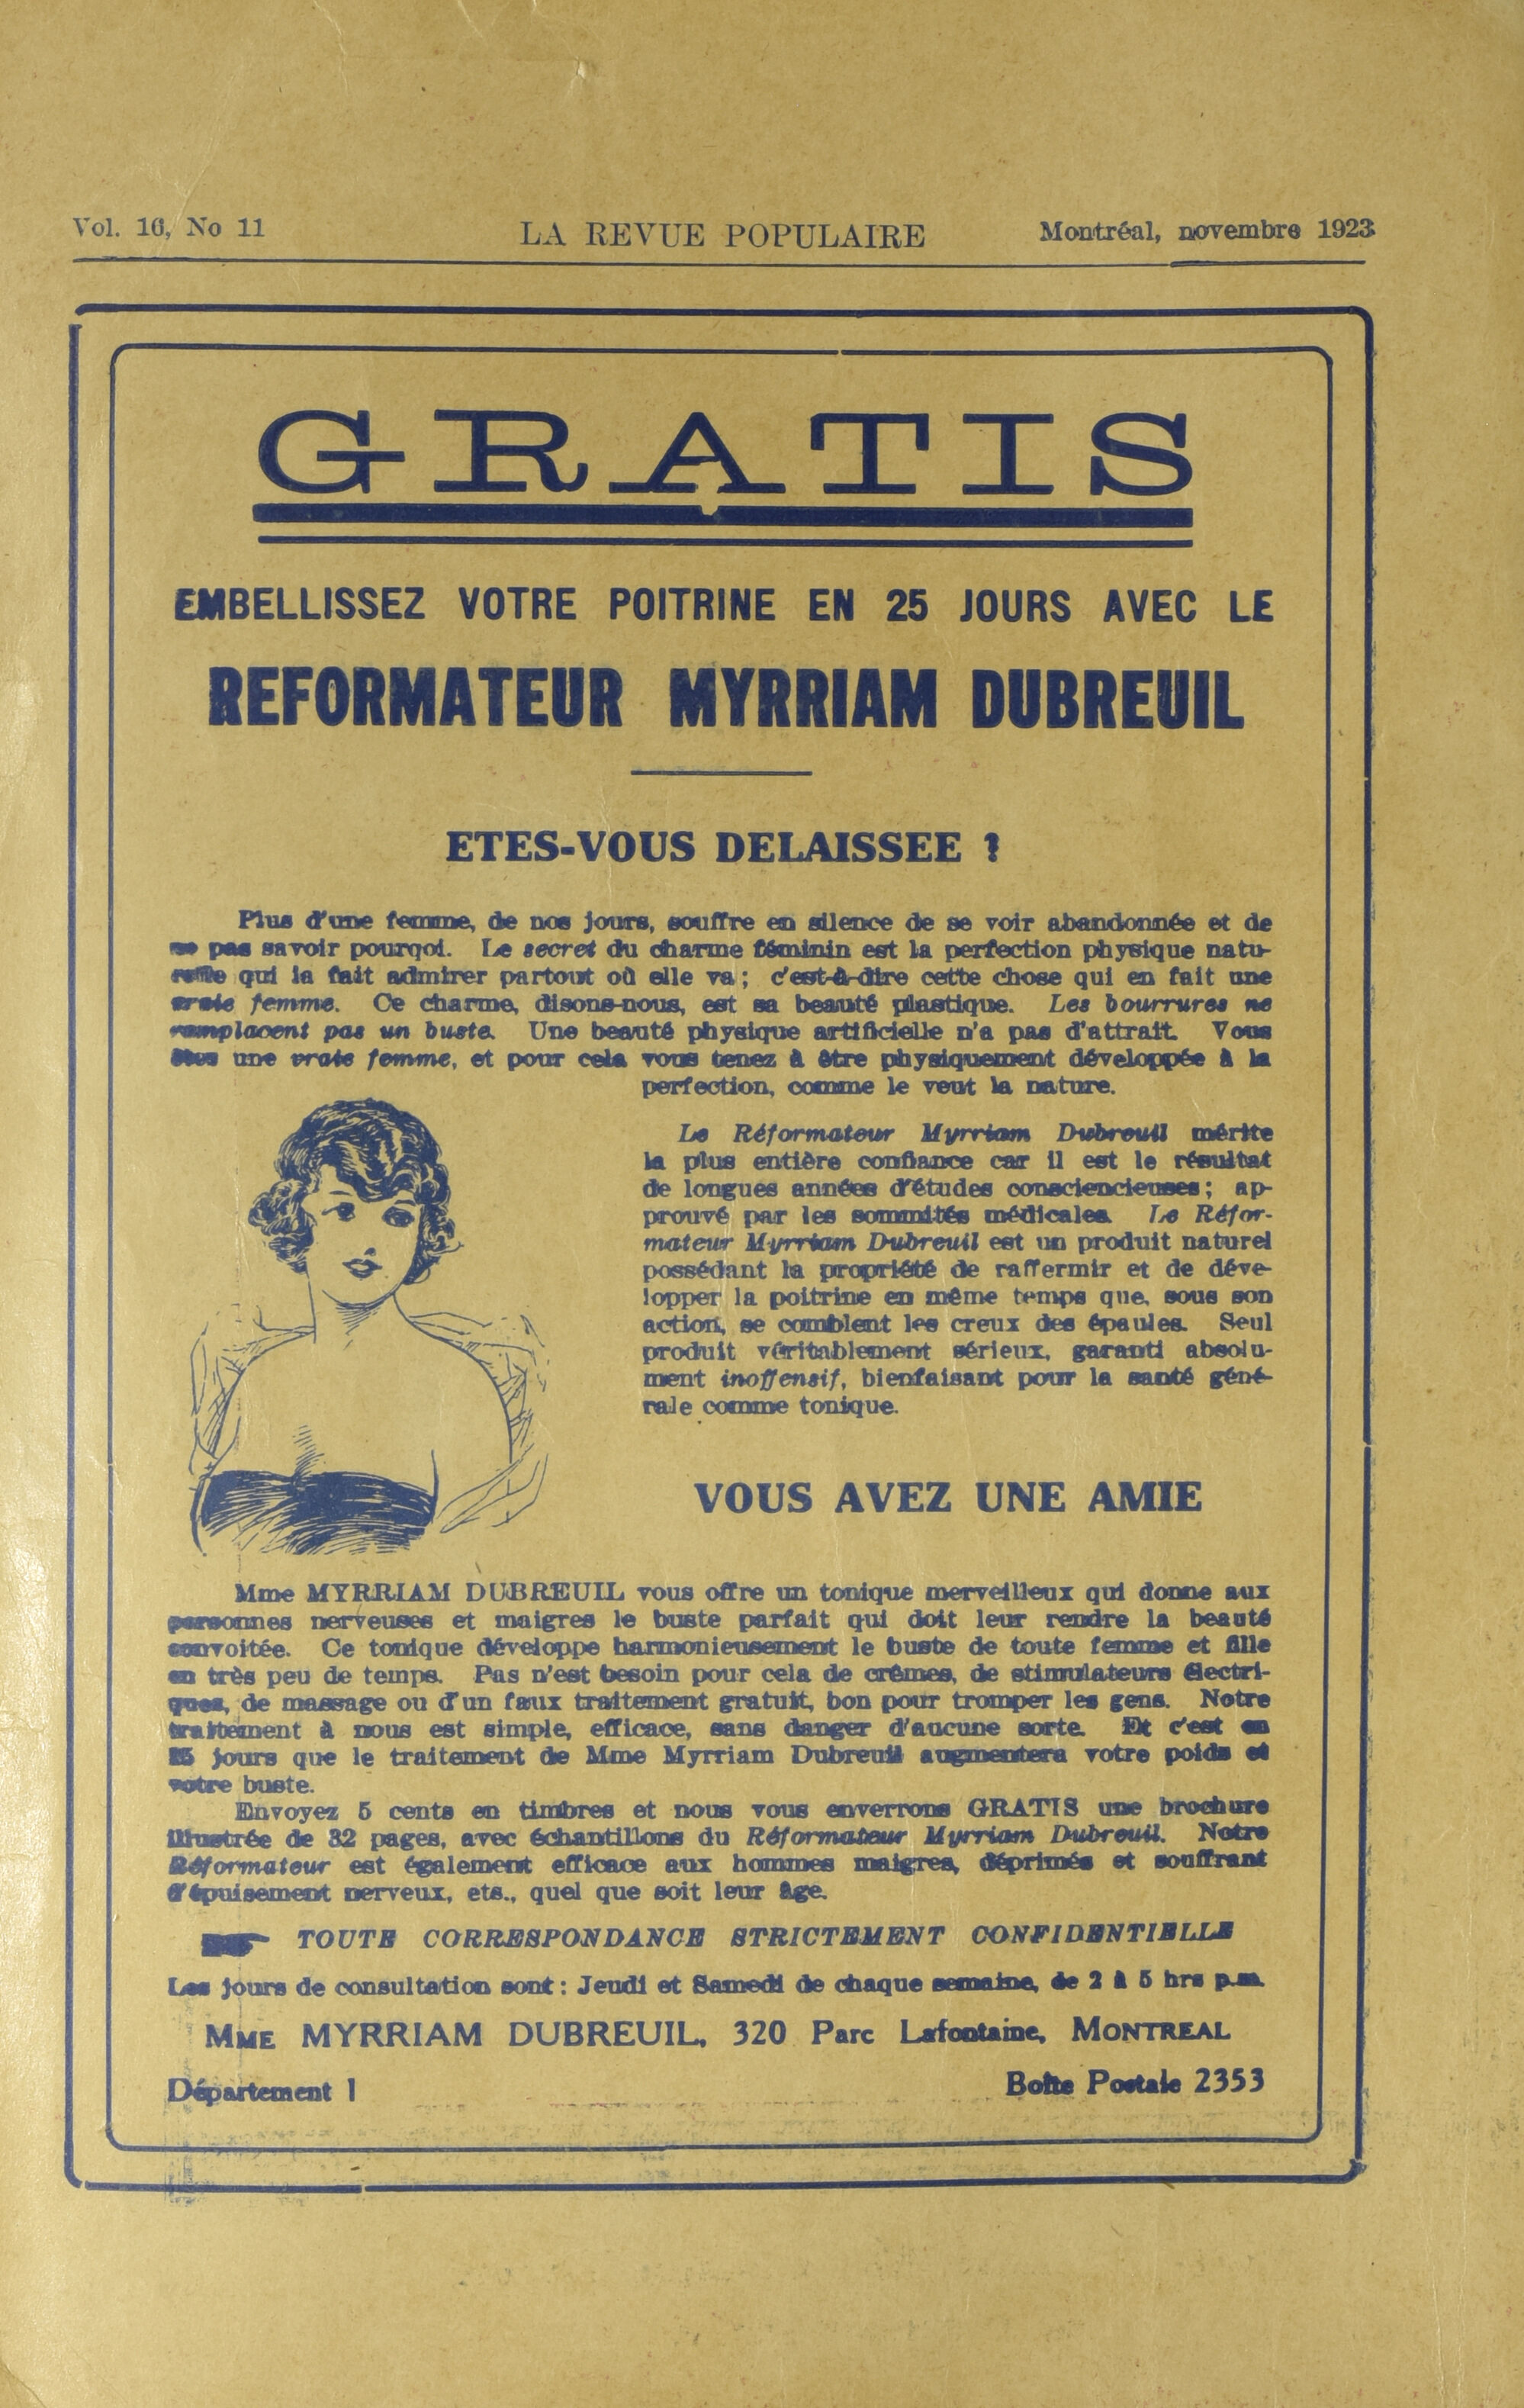 Vol. 16, No 11 LA REVUE POPULAIRE Montréal, novembre 1923
GRATIS
EMBELLISSEZ VOTRE POITRINE EN 25 JOURS AVEC LE
REFORMATEUR MYRRIAM DUBREUIL
ETES-VOUS DELAISSEE ?
Plus d'une femme, de nos jours, souffre en silence de se voir abandonnée et de
ne pas savoir pourqoi. Le secret du charme féminin est la perfection physique natu-
relle qui la fait admirer partout où elle va; c'est-à-dire cette chose qui en fait une
vraie femme. Ce charme, disons-nous, est sa beauté plastique. Les bourrures ne
remplacent pas un buste. Une beauté physique artificielle n'a pas d'attrait. Vous
êtes une vraie femme, et pour cela vous tenez à être physiquement développée à la
perfection, comme le veut la nature.
Le Réformateur Myrriam Dubreuil mérite
la plus entière confiance car il est le résultat
de longues années d'études consciencieuses; ap-
prouvé par les sommités médicales. Le Réfor-
mateur Myrriam Dubreuil est un produit naturel
possédant la propriété de raffermir et de déve-
lopper la poitrine en même temps que, sous son
action, se comblent les creux des épaules. Seul
produit véritablement sérieux, garanti absolu-
ment inoffensif, bienfaisant pour la santé géné-
rale comme tonique.
VOUS AVEZ UNE AMIE
Mme MYRRIAM DUBREUIL vous offre un tonique merveilleux qui donne aux
personnes nerveuses et maigres le buste parfait qui doit leur rendre la beauté
convoitée. Ce tonique développe harmonieusement le buste de toute femme et fille
en très peu de temps. Pas n'est besoin pour cela de crêmes, de stimulateurs électri-
ques, de massage ou d'un faux traitement gratuit, bon pour tromper les gens. Notre
traitement à nous est simple, efficace, sans danger d'aucune sorte. Et c'est en
25 jours que le traitement de Mme Myrriam Dubreuil augmentera votre poids et
votre buste.
Envoyez 5 cents en timbres et nous vous enverrons GRATIS une brochure
illustrée de 32 pages, avec échantillons du Réformateur Myrriam Dubreuil. Notre
Réformateur est également efficace aux hommes maigres, déprimés et souffrant
d'épuisement nerveux, ets., quel que soit leur âge.
TOUTE CORRESPONDANCE STRICTEMENT CONFIDENTIELLE
Les jours de consultation sont: Jeudi et Samedi de chaque semaine, de 2 à 5 hrs p.m.
MME MYRRIAM DUBREUIL, 320 Parc Lafontaine, MONTREAL
Département 1 Boîte Postale 2353